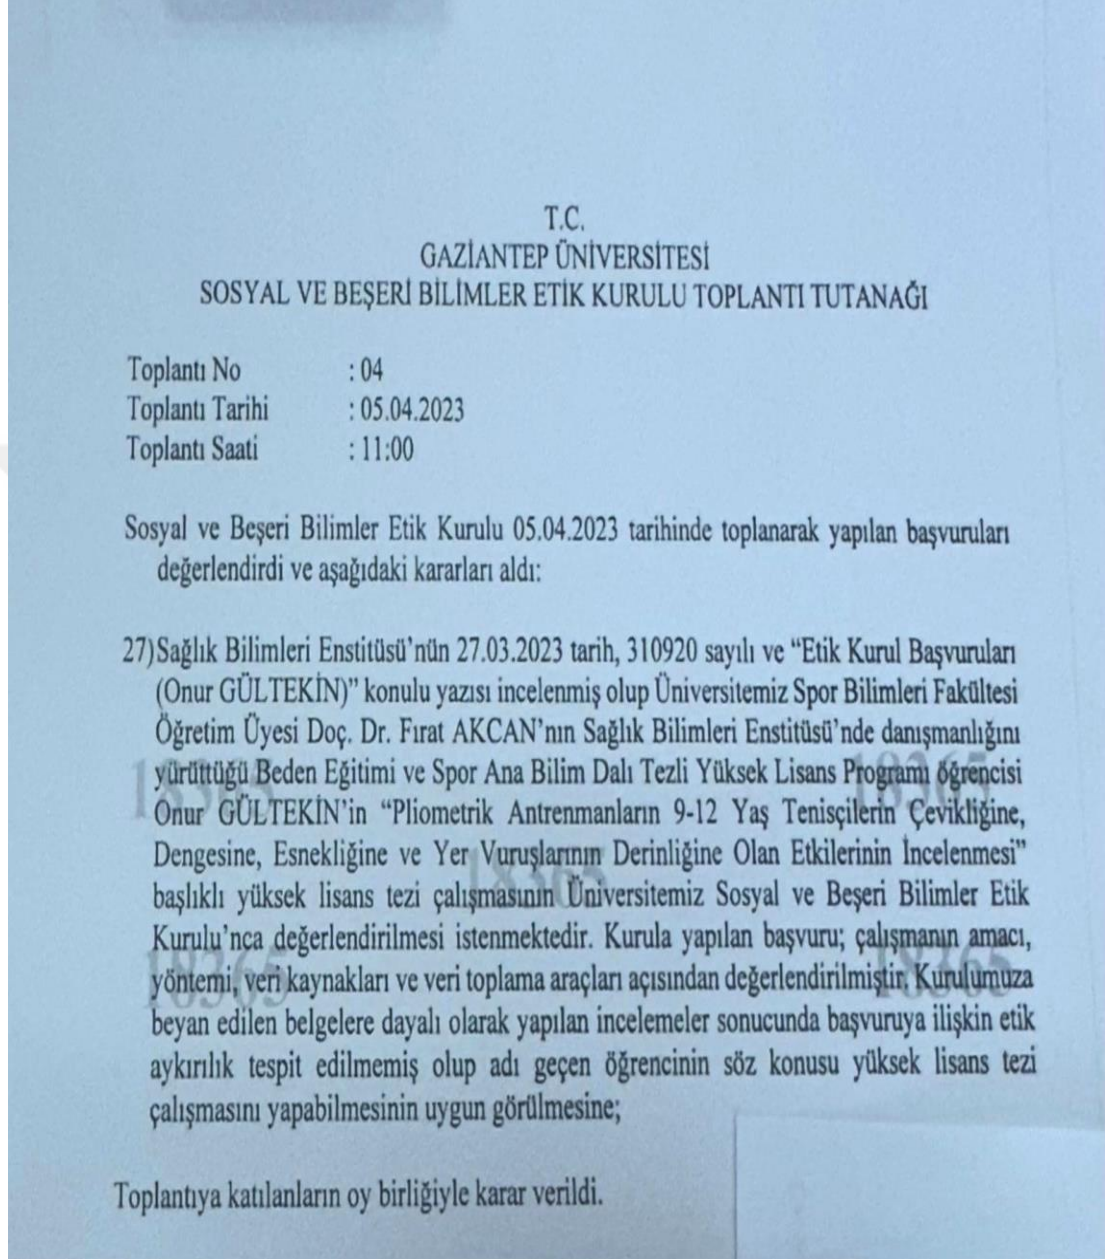 T.C.
GAZİANTEP ÜNİVERSİTESİ
SOSYAL VE BEŞERİ BİLİMLER ETİK KURULU TOPLANTI TUTANAĞI
Toplantı No : 04
Toplantı Tarihi : 05.04.2023
Toplantı Saati : 11:00
Sosyal ve Beşeri Bilimler Etik Kurulu 05.04.2023 tarihinde toplanarak yapılan başvuruları
değerlendirdi ve aşağıdaki kararları aldı:
27)Sağlık Bilimleri Enstitüsü’nün 27.03.2023 tarih, 310920 sayılı ve “Etik Kurul Başvuruları
(Onur GÜLTEKİN)” konulu yazısı incelenmiş olup Üniversitemiz Spor Bilimleri Fakültesi
Öğretim Üyesi Doç. Dr. Fırat AKCAN’nın Sağlık Bilimleri Enstitüsü’nde danışmanlığını
yürüttüğü Beden Eğitimi ve Spor Ana Bilim Dalı Tezli Yüksek Lisans Programı öğrencisi
18365 18365
Onur GÜLTEKİN’in “Pliometrik Antrenmanların 9-12 Yaş Tenisçilerin Çevikliğine,
Dengesine, Esnekliğine ve Yer Vuruşlarının Derinliğine Olan Etkilerinin İncelenmesi”
18365
başlıklı yüksek lisans tezi çalışmasının Üniversitemiz Sosyal ve Beşeri Bilimler Etik
Kurulu’nca değerlendirilmesi istenmektedir. Kurula yapılan başvuru; çalışmanın amacı,
18365 18365
yöntemi, veri kaynakları ve veri toplama araçları açısından değerlendirilmiştir. Kurulumuza
beyan edilen belgelere dayalı olarak yapılan incelemeler sonucunda başvuruya ilişkin etik
aykırılık tespit edilmemiş olup adı geçen öğrencinin söz konusu yüksek lisans tezi
çalışmasını yapabilmesinin uygun görülmesine;
Toplantıya katılanların oy birliğiyle karar verildi.